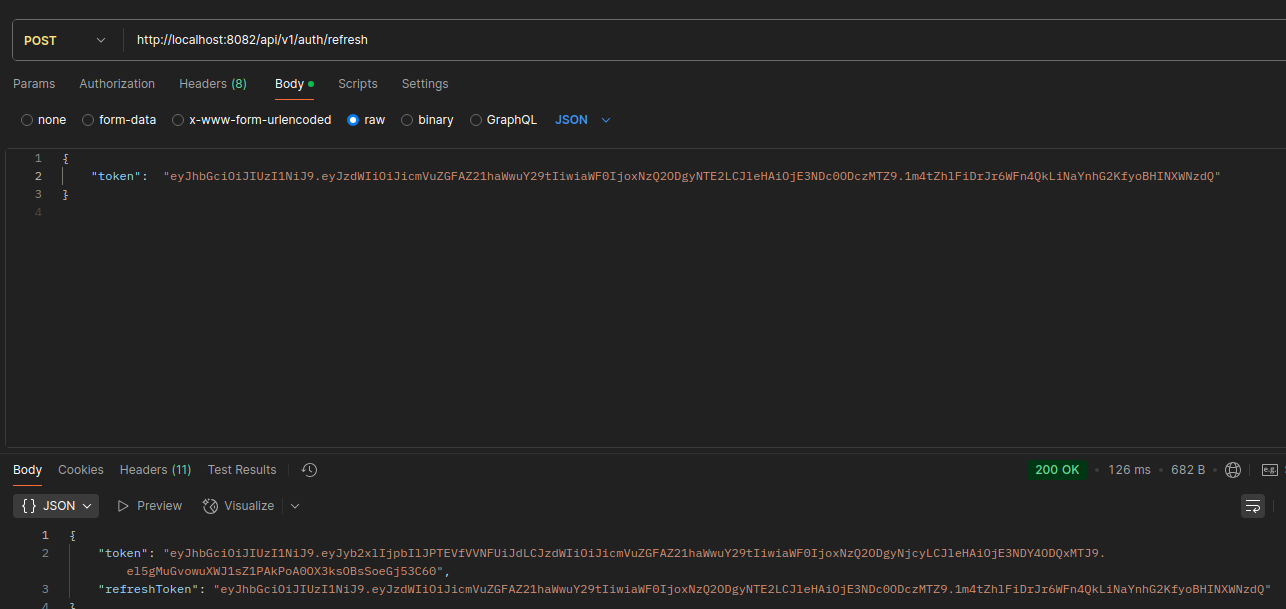 POST http://localhost:8082/api/v1/auth/refresh
Params Authorization Headers (8) Body Scripts Settings
none form-data x-www-form-urlencoded raw binary GraphQL JSON
1 {
2 "token": "eyJhbGciOiJIUzI1NiJ9.eyJzdWIiOiJicmVuZGFAZ21haWwuY29tIiwiaWF0IjoxNzQ2ODgyNTE2LCJleHAiOjE3NDc0ODczMTZ9.1m4tZhlFiDrJr6WFn4QkLiNaYnhG2KfyoBHINXWNzdQ"
3 }
4
Body Cookies Headers (11) Test Results 200 OK 126 ms 682 B
{} JSON Preview Visualize
1 {
2 "token": "eyJhbGciOiJIUzI1NiJ9.eyJyb2xlIjpbIlJPTEVfVVNFUiJdLCJzdWIiOiJicmVuZGFAZ21haWwuY29tIiwiaWF0IjoxNzQ2ODgyNjcyLCJleHAiOjE3NDY4ODQxMTJ9.
el5gMuGvowuXWJ1sZ1PAkPoA0OX3ksOBsSoeGj53C60",
3 "refreshToken": "eyJhbGciOiJIUzI1NiJ9.eyJzdWIiOiJicmVuZGFAZ21haWwuY29tIiwiaWF0IjoxNzQ2ODgyNTE2LCJleHAiOjE3NDc0ODczMTZ9.1m4tZhlFiDrJr6WFn4QkLiNaYnhG2KfyoBHINXWNzdQ"
4 }